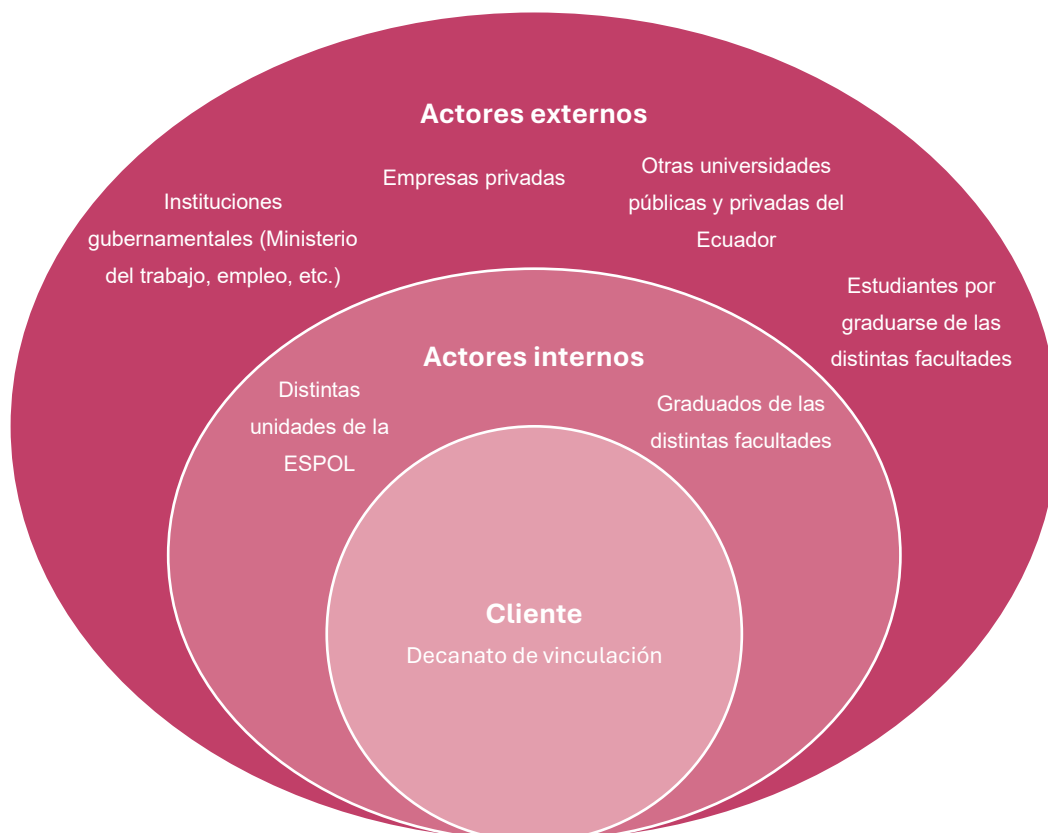 Actores externos
Empresas privadas
Otras universidades
públicas y privadas del
Ecuador
Instituciones
gubernamentales (Ministerio
del trabajo, empleo, etc.)
Estudiantes por
graduarse de las
distintas facultades
Actores internos
Distintas
unidades de la
ESPOL
Graduados de las
distintas facultades
Cliente
Decanato de vinculación